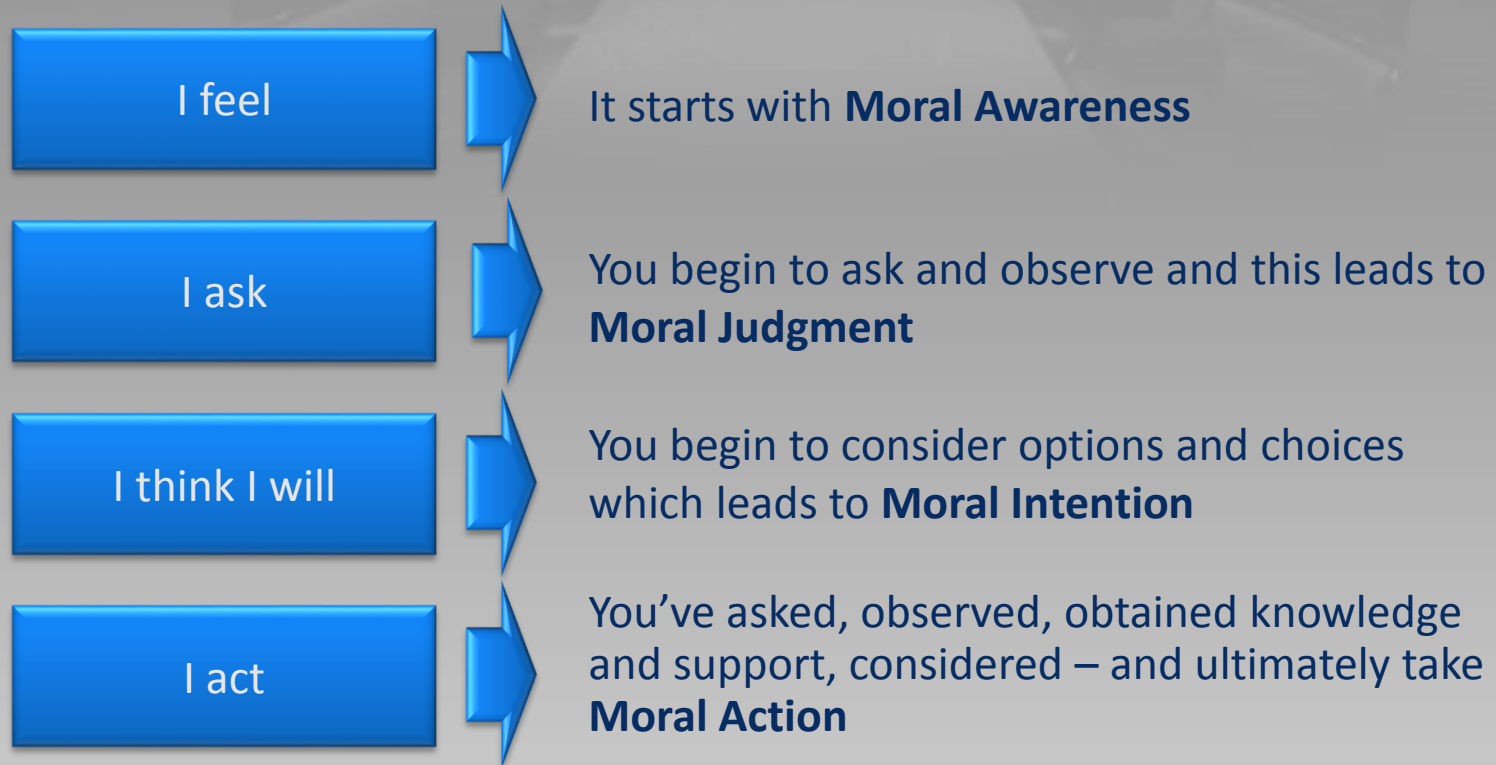 I feel
It starts with Moral Awareness
I ask
You begin to ask and observe and this leads to
Moral Judgment
I think I will
You begin to consider options and choices
which leads to Moral Intention
I act
You’ve asked, observed, obtained knowledge
and support, considered – and ultimately take
Moral Action